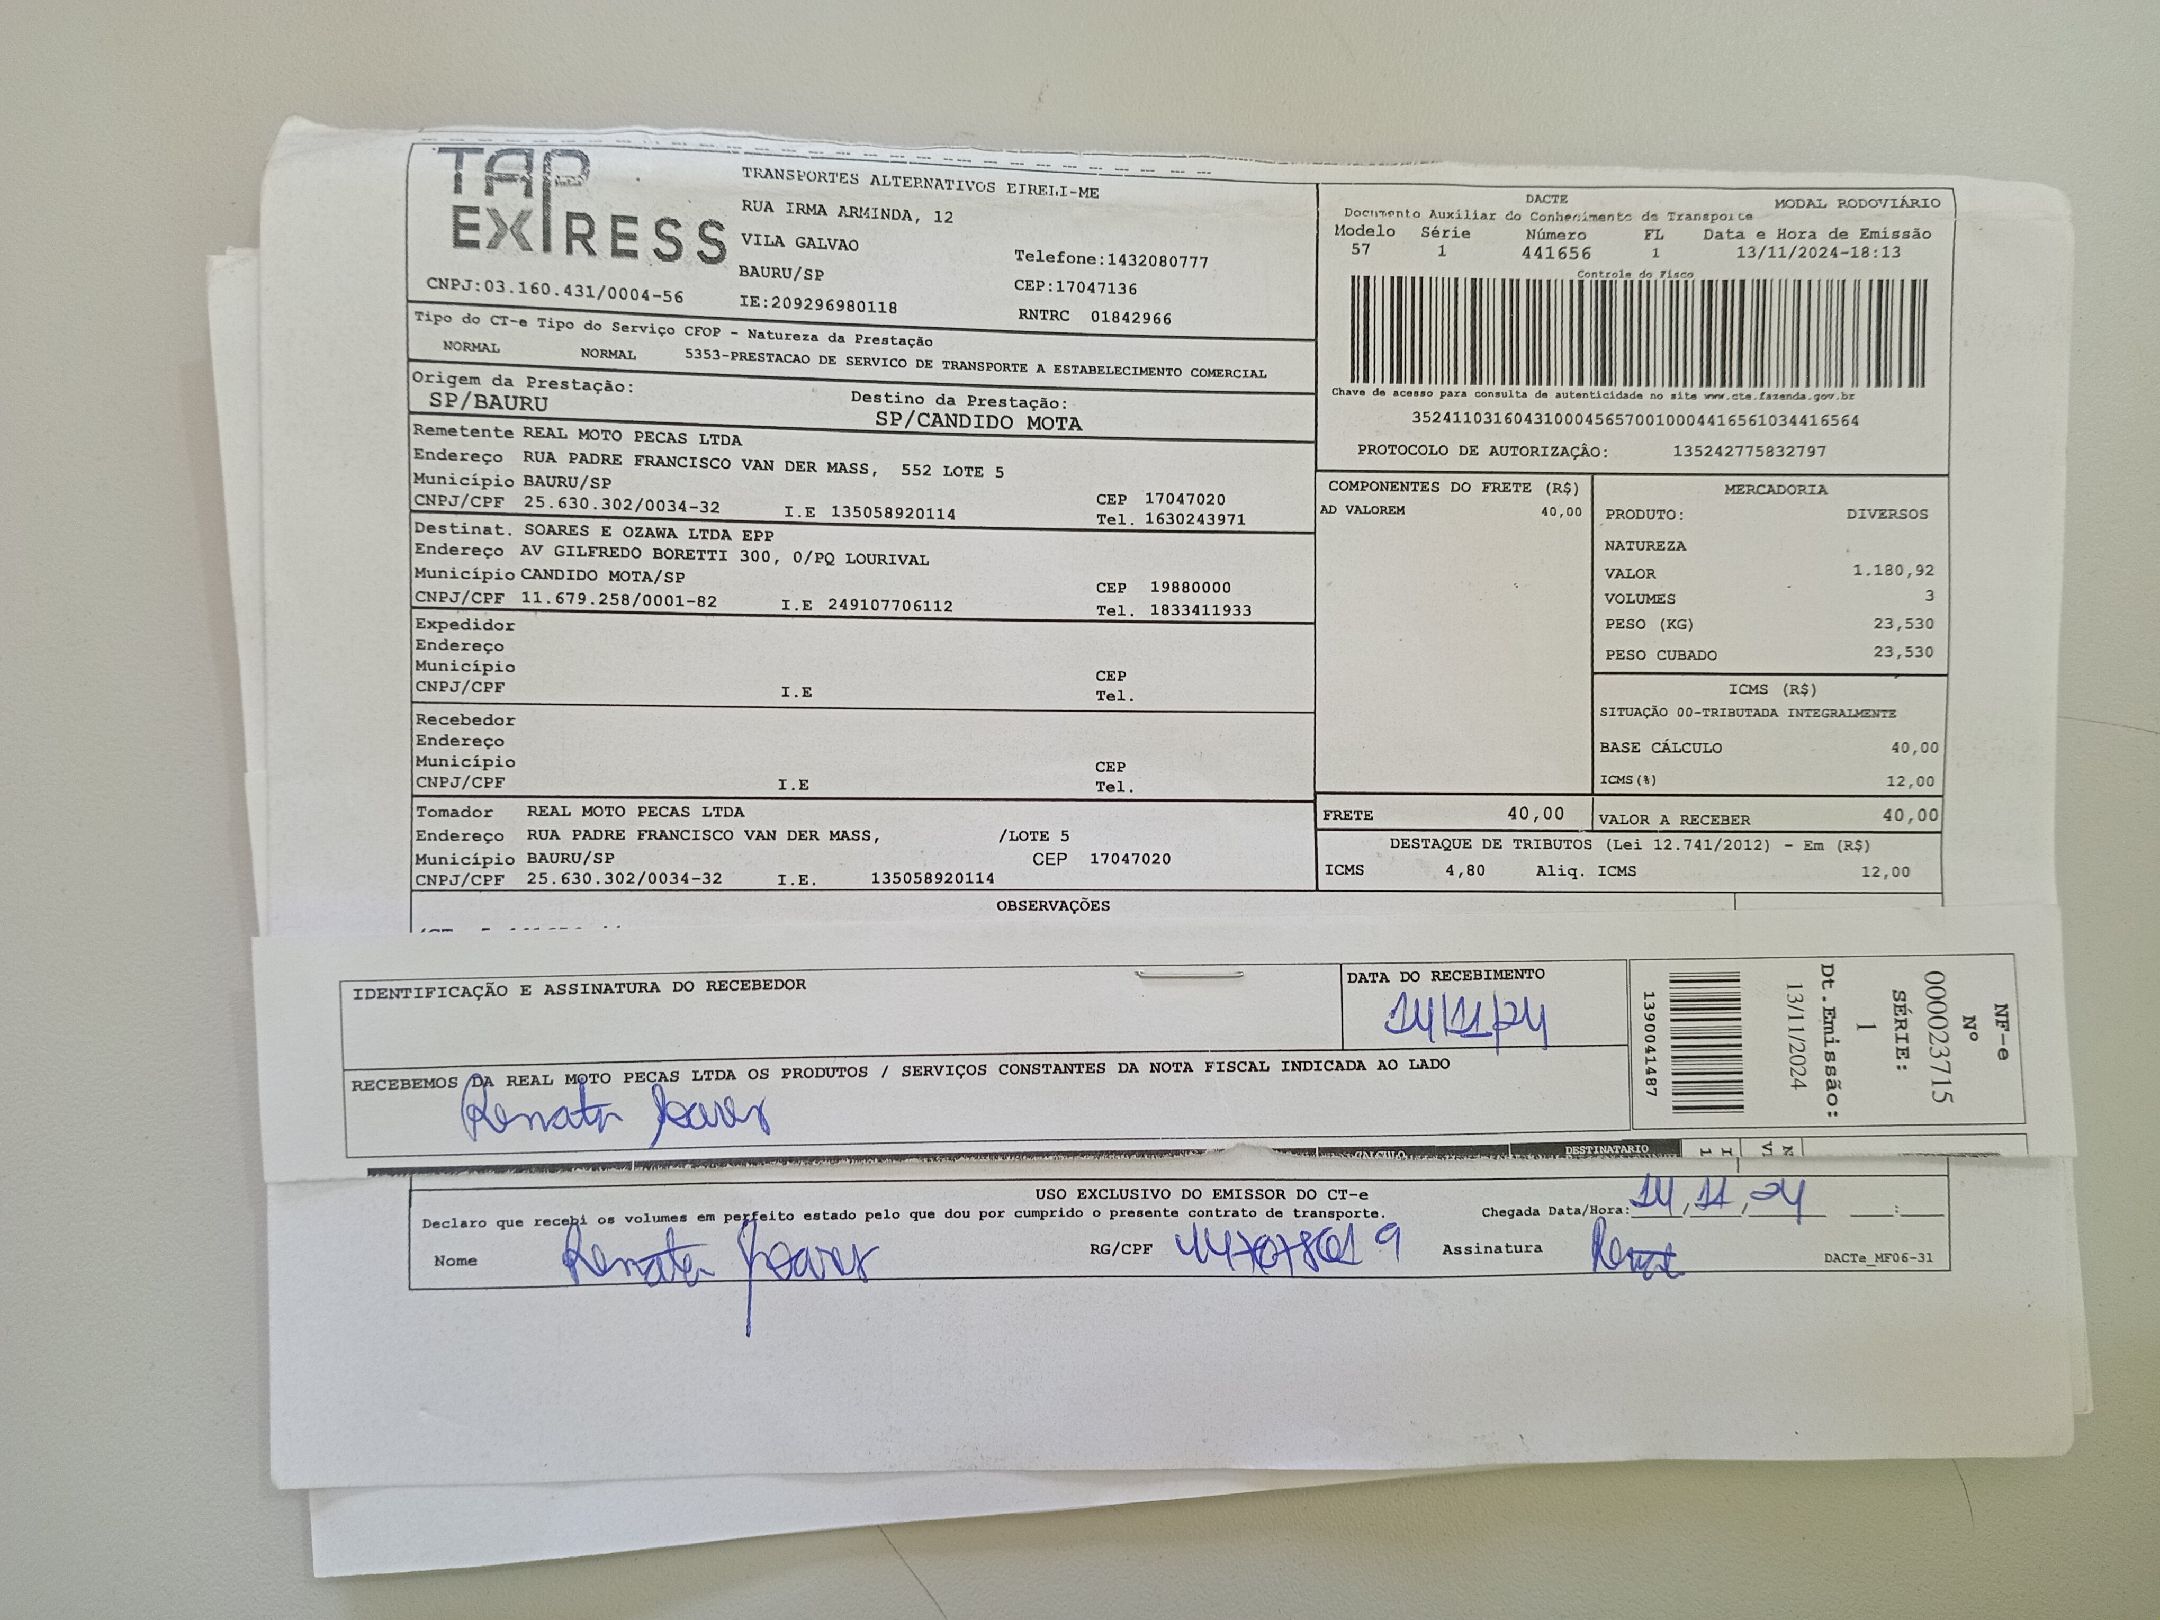 TAP EXPRESS
TRANSPORTES ALTERNATIVOS EIRELI-ME
RUA IRMA ARMINDA, 12
VILA GALVAO
BAURU/SP
Telefone:1432080777
CNPJ:03.160.431/0004-56
IE:209296980118
CEP:17047136
RNTRC 01842966
DACTE MODAL RODOVIÁRIO
Documento Auxiliar do Conhecimento de Transporte
Modelo Série Número FL Data e Hora de Emissão
57 1 441656 1 13/11/2024-18:13
Controle do Fisco
Chave de acesso para consulta de autenticidade no site www.cte.fazenda.gov.br
35241103160431000456570010004416561034416564
PROTOCOLO DE AUTORIZAÇÃO: 135242775832797
Tipo do CT-e Tipo do Serviço CFOP - Natureza da Prestação
NORMAL NORMAL 5353-PRESTACAO DE SERVICO DE TRANSPORTE A ESTABELECIMENTO COMERCIAL
Origem da Prestação: Destino da Prestação:
SP/BAURU SP/CANDIDO MOTA
Remetente REAL MOTO PECAS LTDA
Endereço RUA PADRE FRANCISCO VAN DER MASS, 552 LOTE 5
Município BAURU/SP CEP 17047020
CNPJ/CPF 25.630.302/0034-32 I.E 135058920114 Tel. 1630243971
Destinat. SOARES E OZAWA LTDA EPP
Endereço AV GILFREDO BORETTI 300, 0/PQ LOURIVAL
Município CANDIDO MOTA/SP CEP 19880000
CNPJ/CPF 11.679.258/0001-82 I.E 249107706112 Tel. 1833411933
Expedidor
Endereço
Município CEP
CNPJ/CPF I.E Tel.
Recebedor
Endereço
Município CEP
CNPJ/CPF I.E Tel.
Tomador REAL MOTO PECAS LTDA
Endereço RUA PADRE FRANCISCO VAN DER MASS, /LOTE 5
Município BAURU/SP CEP 17047020
CNPJ/CPF 25.630.302/0034-32 I.E. 135058920114
COMPONENTES DO FRETE (R$)
AD VALOREM 40,00
MERCADORIA
PRODUTO: DIVERSOS
NATUREZA
VALOR 1.180,92
VOLUMES 3
PESO (KG) 23,530
PESO CUBADO 23,530
ICMS (R$)
SITUAÇÃO 00-TRIBUTADA INTEGRALMENTE
BASE CÁLCULO 40,00
ICMS(%) 12,00
FRETE 40,00 VALOR A RECEBER 40,00
DESTAQUE DE TRIBUTOS (Lei 12.741/2012) - Em (R$)
ICMS 4,80 Aliq. ICMS 12,00
OBSERVAÇÕES
IDENTIFICAÇÃO E ASSINATURA DO RECEBEDOR
DATA DO RECEBIMENTO
14/11/24
RECEBEMOS DA REAL MOTO PECAS LTDA OS PRODUTOS / SERVIÇOS CONSTANTES DA NOTA FISCAL INDICADA AO LADO
Renata Soares
NF-e
Nº
000023715
SÉRIE:
1
Dt.Emissão:
13/11/2024
1390041487
DESTINATARIO
USO EXCLUSIVO DO EMISSOR DO CT-e
Declaro que recebi os volumes em perfeito estado pelo que dou por cumprido o presente contrato de transporte. Chegada Data/Hora: 14/11/24 :
Nome Renata Soares RG/CPF Assinatura DACTe_MF06-31